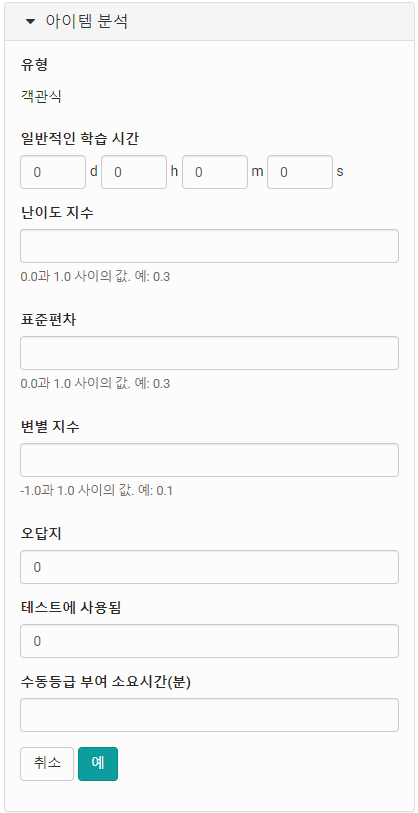 아이템 분석
유형
객관식
일반적인 학습 시간
0 d 0 h 0 m 0 s
난이도 지수
0.0과 1.0 사이의 값. 예: 0.3
표준편차
0.0과 1.0 사이의 값. 예: 0.3
변별 지수
-1.0과 1.0 사이의 값. 예: 0.1
오답지
0
테스트에 사용됨
0
수동등급 부여 소요시간(분)
취소 예